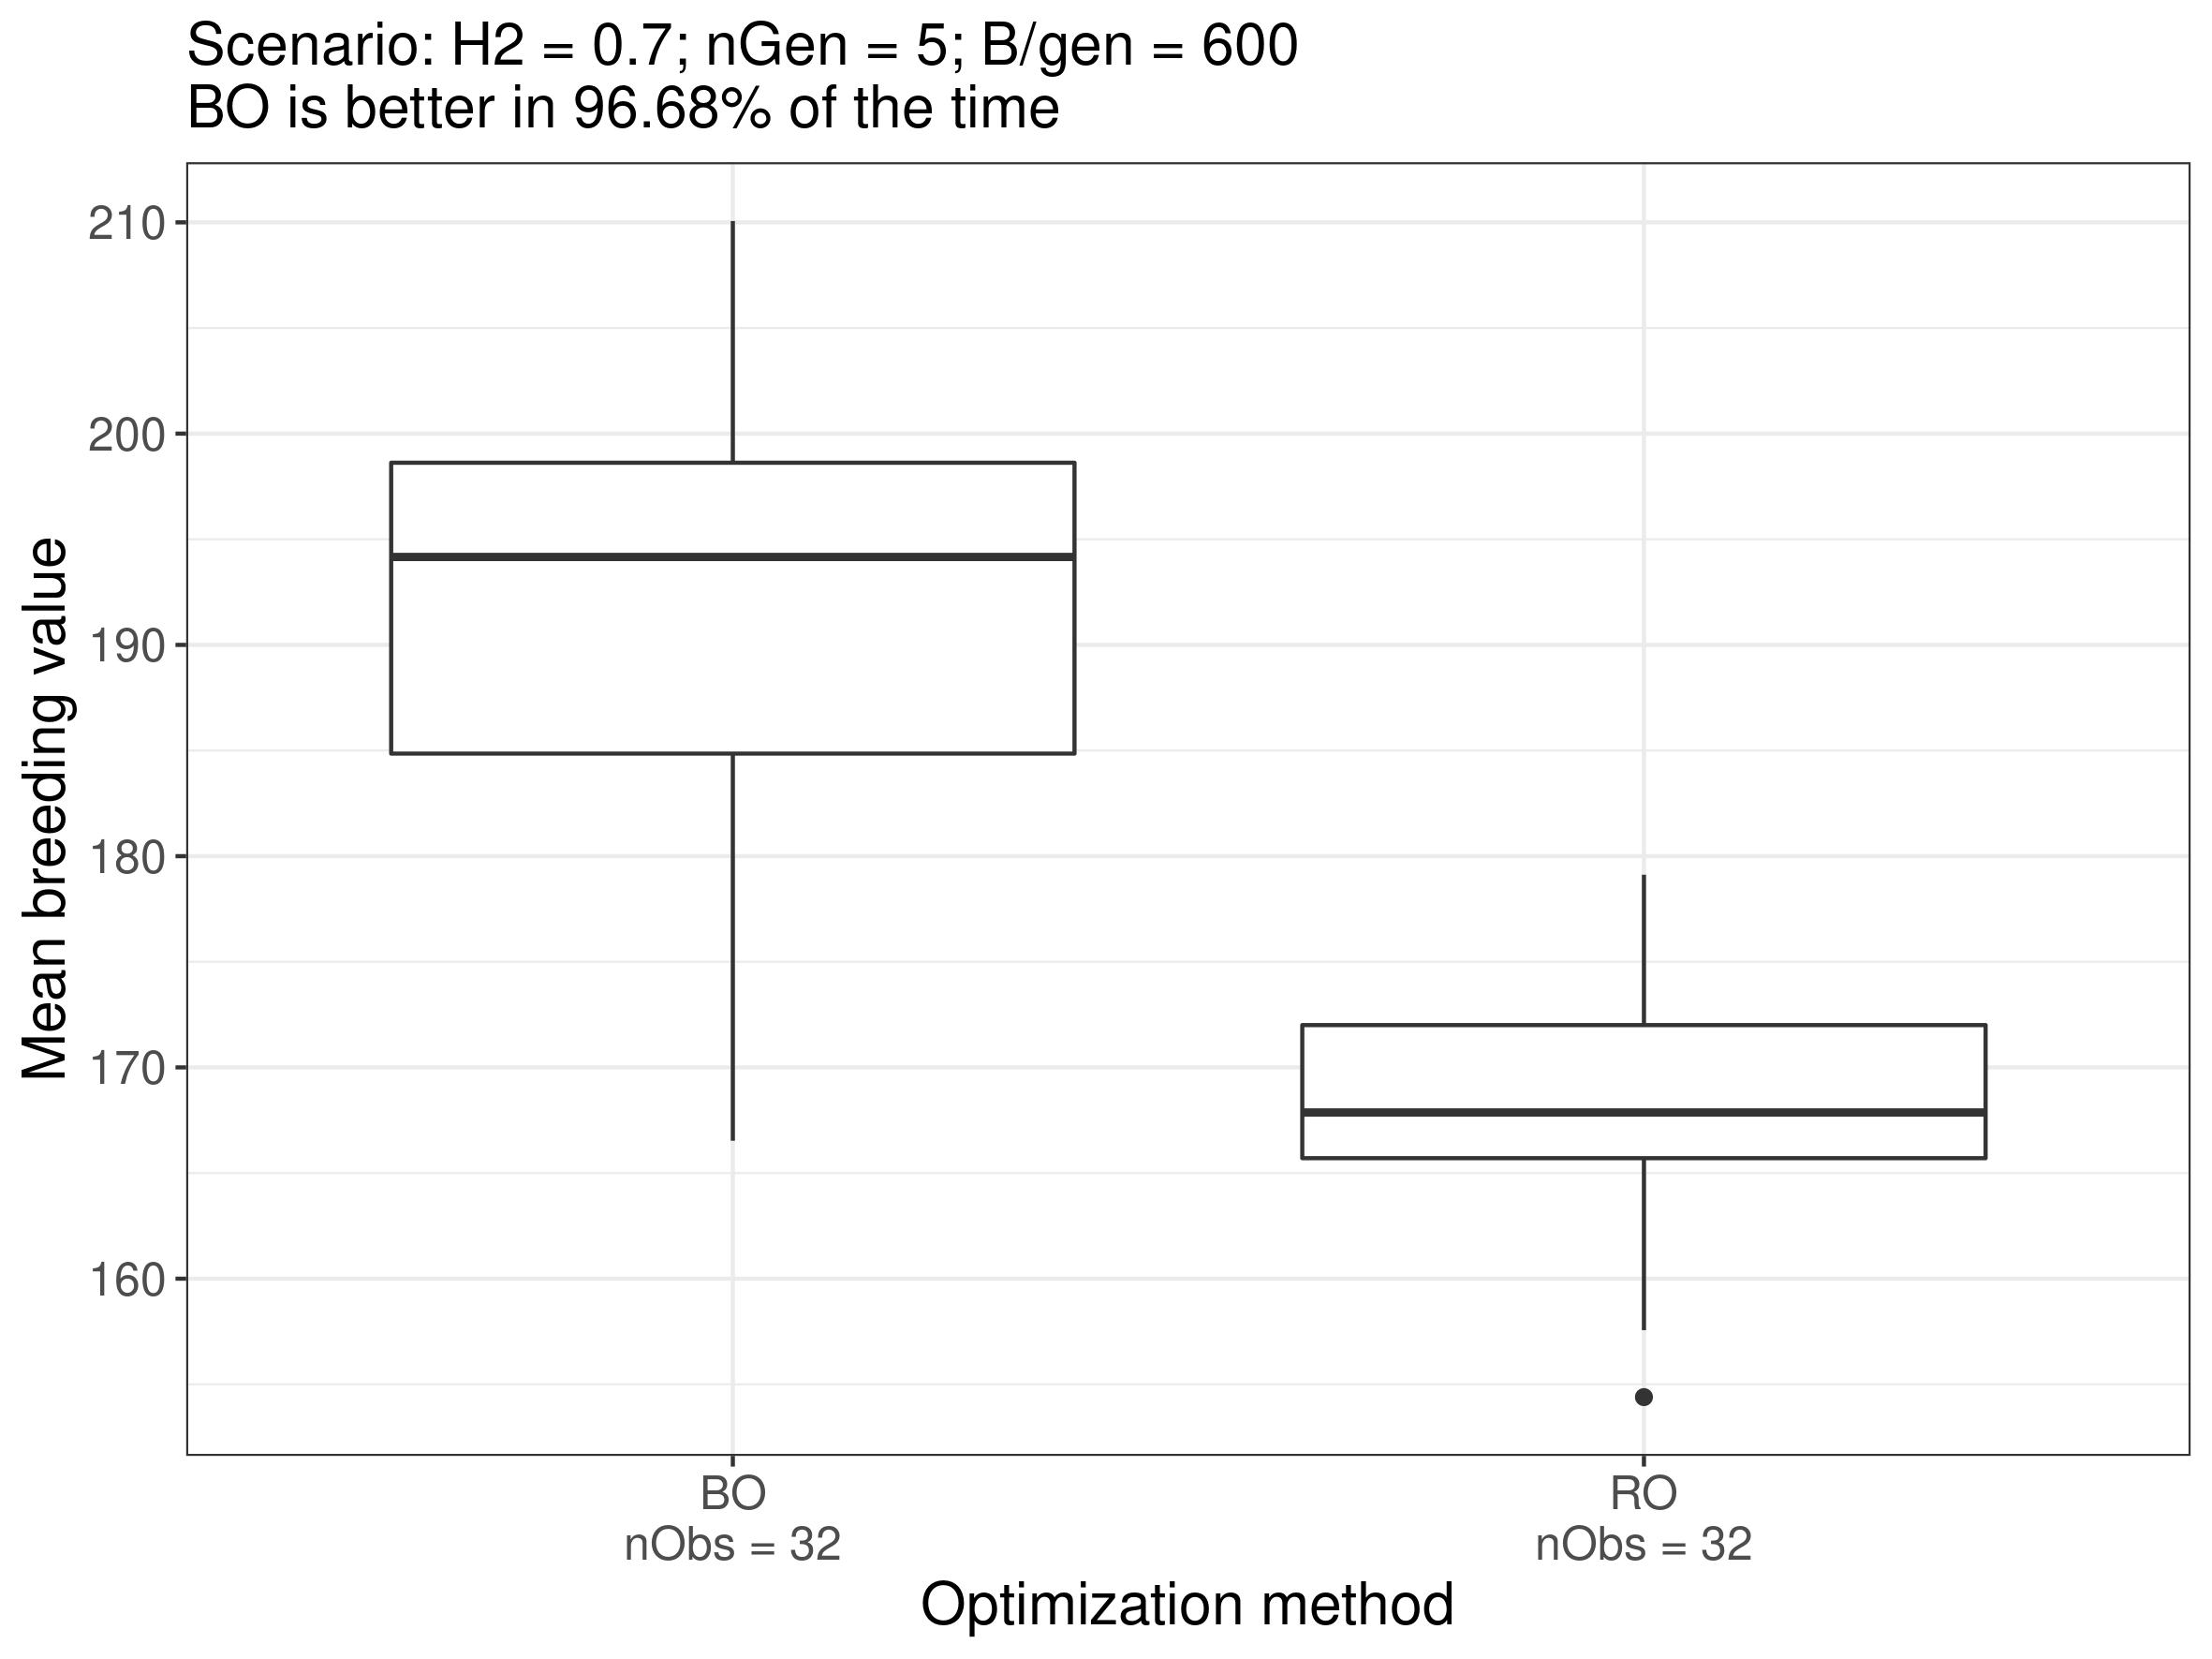 Scenario: H2 = 0.7; nGen = 5; B/gen = 600
BO is better in 96.68% of the time
Mean breeding value
210
200
190
180
170
160
BO
nObs = 32
RO
nObs = 32
Optimization method